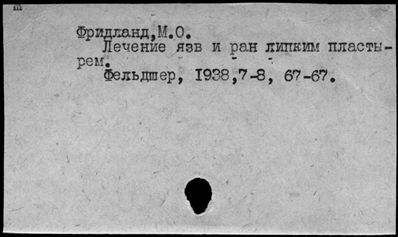 Фридланд,М.О.
Лечение язв и ран липким пласты-
рем.
Фельдшер, 1938,7-8, 67-67.